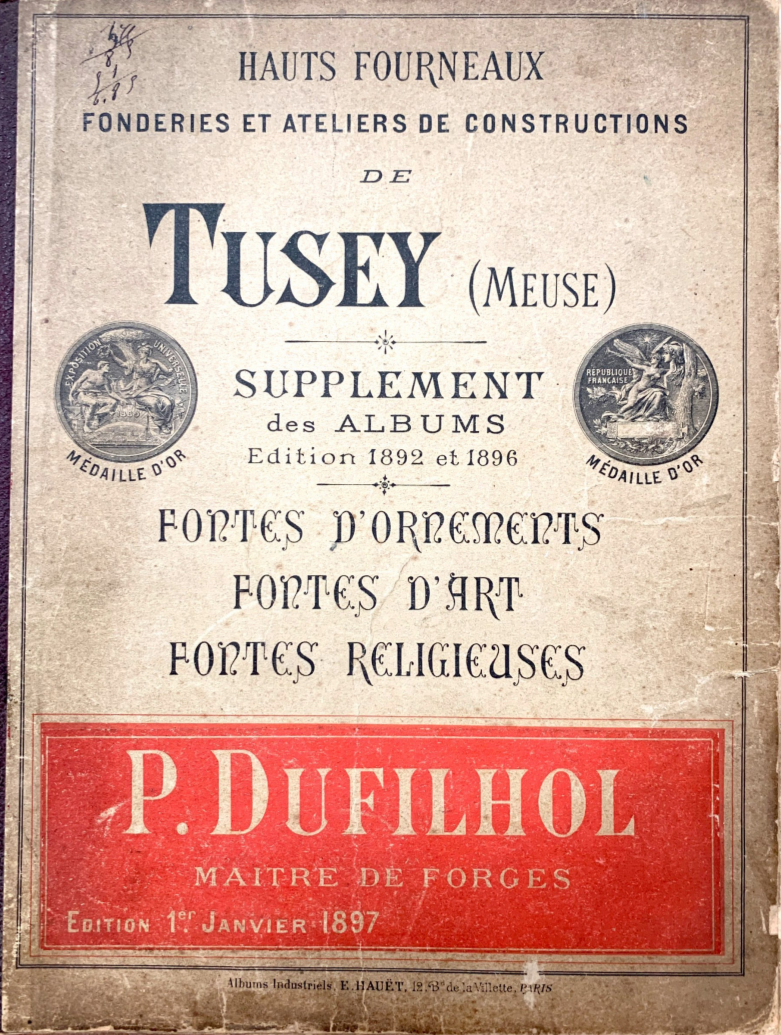 HAUTS FOURNEAUX
FONDERIES ET ATELIERS DE CONSTRUCTIONS
DE
TUSEY (MEUSE)
EXPOSITION UNIVERSELLE
MÉDAILLE D'OR
SUPPLEMENT
des ALBUMS
Edition 1892 et 1896
RÉPUBLIQUE
FRANÇAISE
MÉDAILLE D'OR
FONTES D'ORNEMENTS
FONTES D'ART
FONTES RELIGIEUSES
P. DUFILHOL
MAITRE DE FORGES
EDITION 1er JANVIER 1897
Albums Industriels, E. HAUËT, 12, Bd de la Villette, PARIS